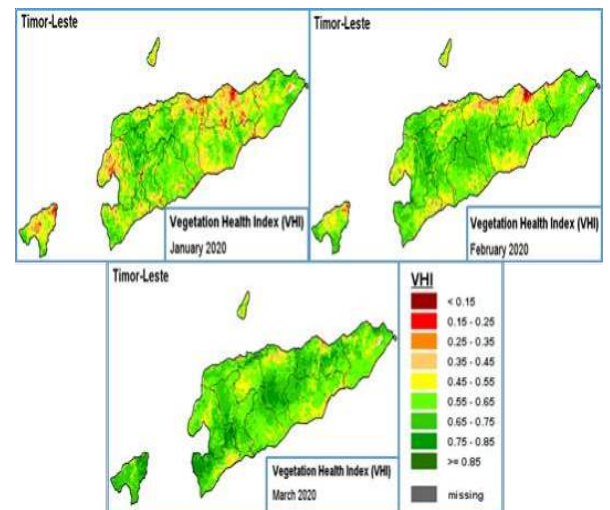 Timor-Leste
Vegetation Health Index (VHI)
January 2020
Timor-Leste
Vegetation Health Index (VHI)
February 2020
Timor-Leste
Vegetation Health Index (VHI)
March 2020
VHI
< 0.15
0.15 - 0.25
0.25 - 0.35
0.35 - 0.45
0.45 - 0.55
0.55 - 0.65
0.65 - 0.75
0.75 - 0.85
>= 0.85
missing